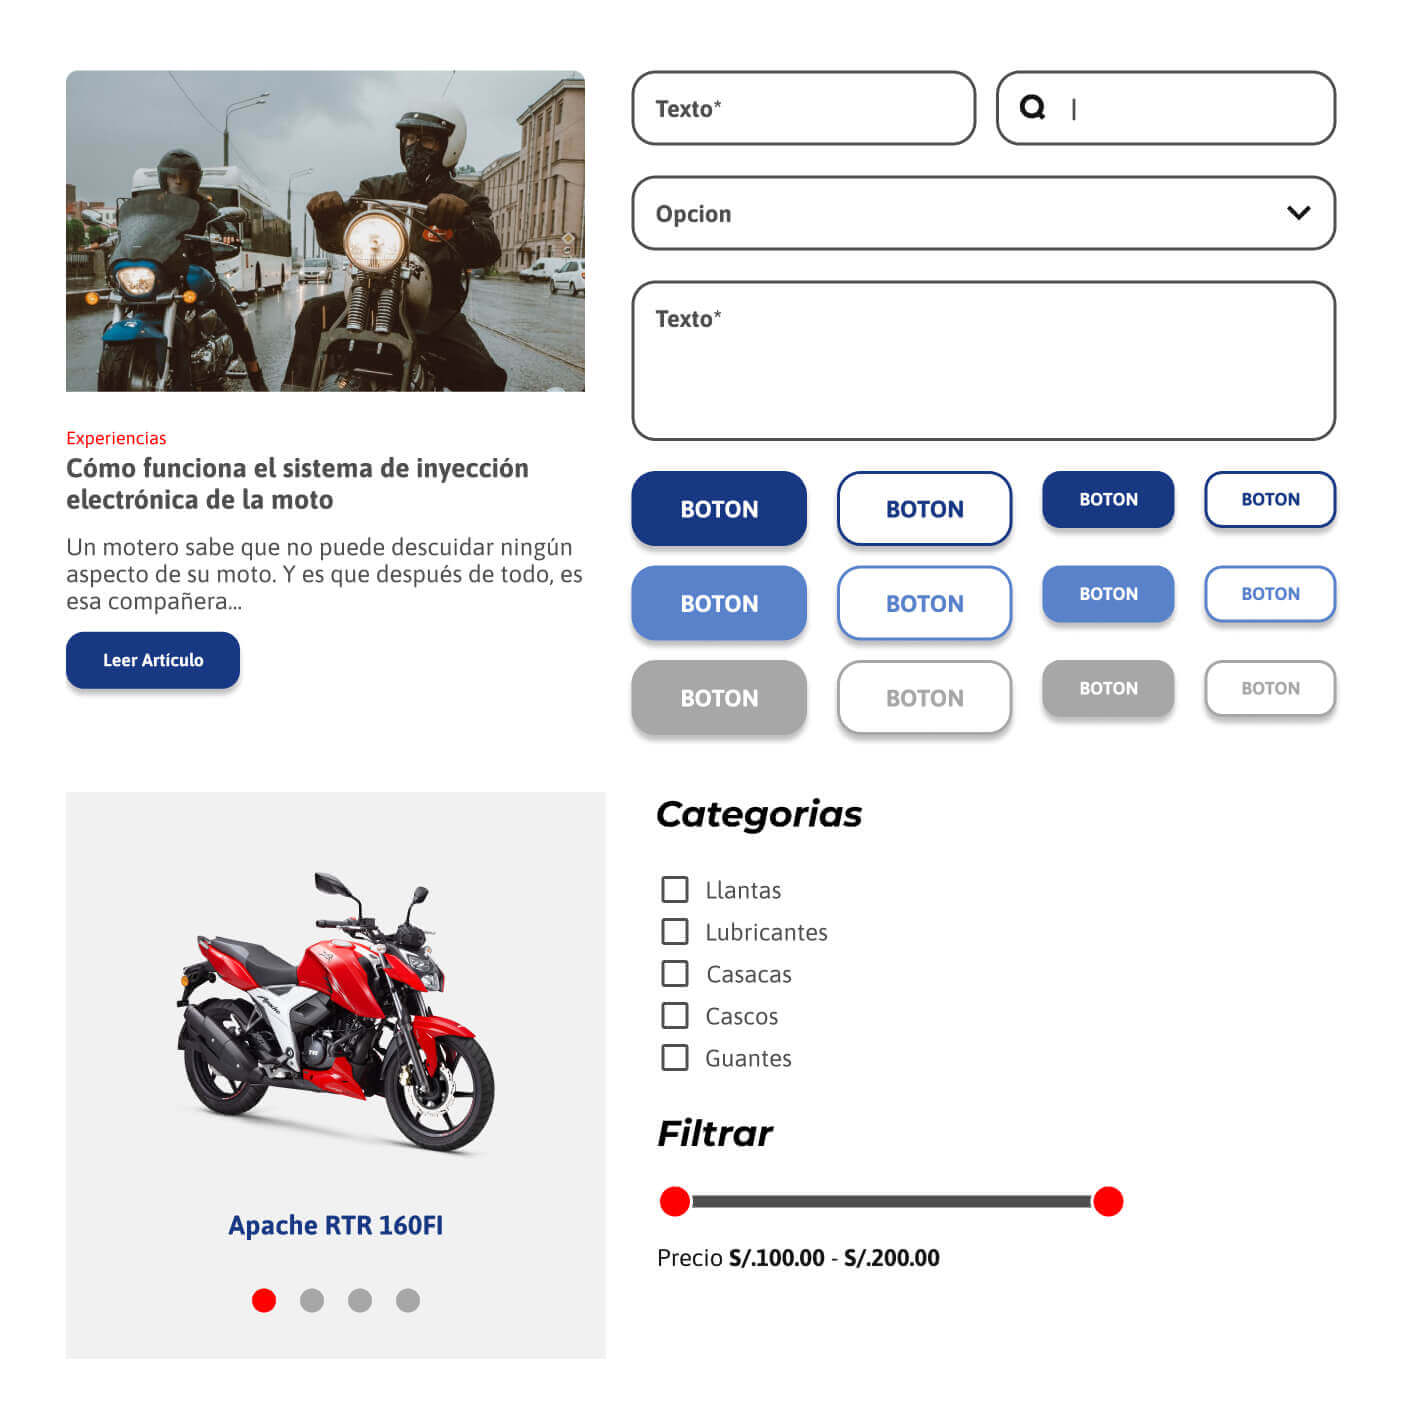 Texto*
Opcion
Texto*
Experiencias
Cómo funciona el sistema de inyección
electrónica de la moto
Un motero sabe que no puede descuidar ningún
aspecto de su moto. Y es que después de todo, es
esa compañera...
Leer Artículo
BOTON BOTON BOTON BOTON
BOTON BOTON BOTON BOTON
BOTON BOTON BOTON BOTON
Apache
Apache RTR 160FI
Categorias
Llantas
Lubricantes
Casacas
Cascos
Guantes
Filtrar
Precio S/.100.00 - S/.200.00